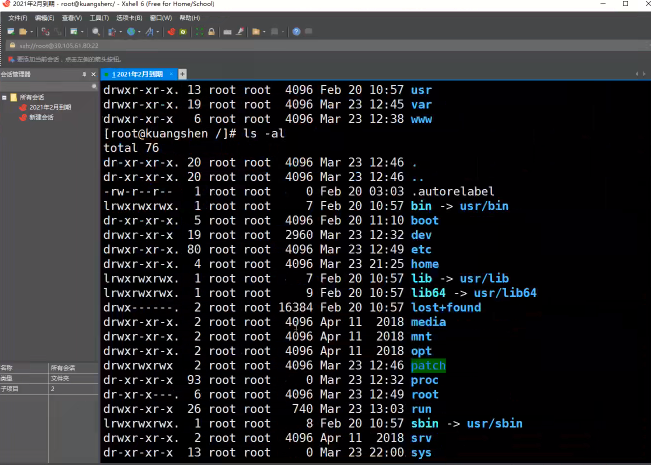 2021年2月到期 - root@kuangshen:/ - Xshell 6 (Free for Home/School)
文件(F) 编辑(E) 查看(V) 工具(T) 选项卡(B) 窗口(W) 帮助(H)
ssh://root@39.105.61.80:22
要添加当前会话，点击左侧的箭头按钮。
会话管理器
1 2021年2月到期
所有会话
2021年2月到期
新建会话
名称 所有会话
类型 文件夹
子项目 2
drwxr-xr-x. 13 root root 4096 Feb 20 10:57 usr
drwxr-xr-x. 19 root root 4096 Mar 23 12:45 var
drwxr-xr-x 6 root root 4096 Mar 23 12:38 www
[root@kuangshen /]# ls -al
total 76
dr-xr-xr-x. 20 root root 4096 Mar 23 12:46 .
dr-xr-xr-x. 20 root root 4096 Mar 23 12:46 ..
-rw-r--r-- 1 root root 0 Feb 20 03:03 .autorelabel
lrwxrwxrwx. 1 root root 7 Feb 20 10:57 bin -> usr/bin
dr-xr-xr-x. 5 root root 4096 Feb 20 11:10 boot
drwxr-xr-x 19 root root 2960 Mar 23 12:32 dev
drwxr-xr-x. 80 root root 4096 Mar 23 12:49 etc
drwxr-xr-x. 4 root root 4096 Mar 23 21:25 home
lrwxrwxrwx. 1 root root 7 Feb 20 10:57 lib -> usr/lib
lrwxrwxrwx. 1 root root 9 Feb 20 10:57 lib64 -> usr/lib64
drwx------. 2 root root 16384 Feb 20 10:57 lost+found
drwxr-xr-x. 2 root root 4096 Apr 11 2018 media
drwxr-xr-x. 2 root root 4096 Apr 11 2018 mnt
drwxr-xr-x. 2 root root 4096 Apr 11 2018 opt
drwxrwxrwx 2 root root 4096 Mar 23 12:46 patch
dr-xr-xr-x 93 root root 0 Mar 23 12:32 proc
dr-xr-x---. 6 root root 4096 Mar 23 12:49 root
drwxr-xr-x 26 root root 740 Mar 23 13:03 run
lrwxrwxrwx. 1 root root 8 Feb 20 10:57 sbin -> usr/sbin
drwxr-xr-x. 2 root root 4096 Apr 11 2018 srv
dr-xr-xr-x 13 root root 0 Mar 23 22:00 sys